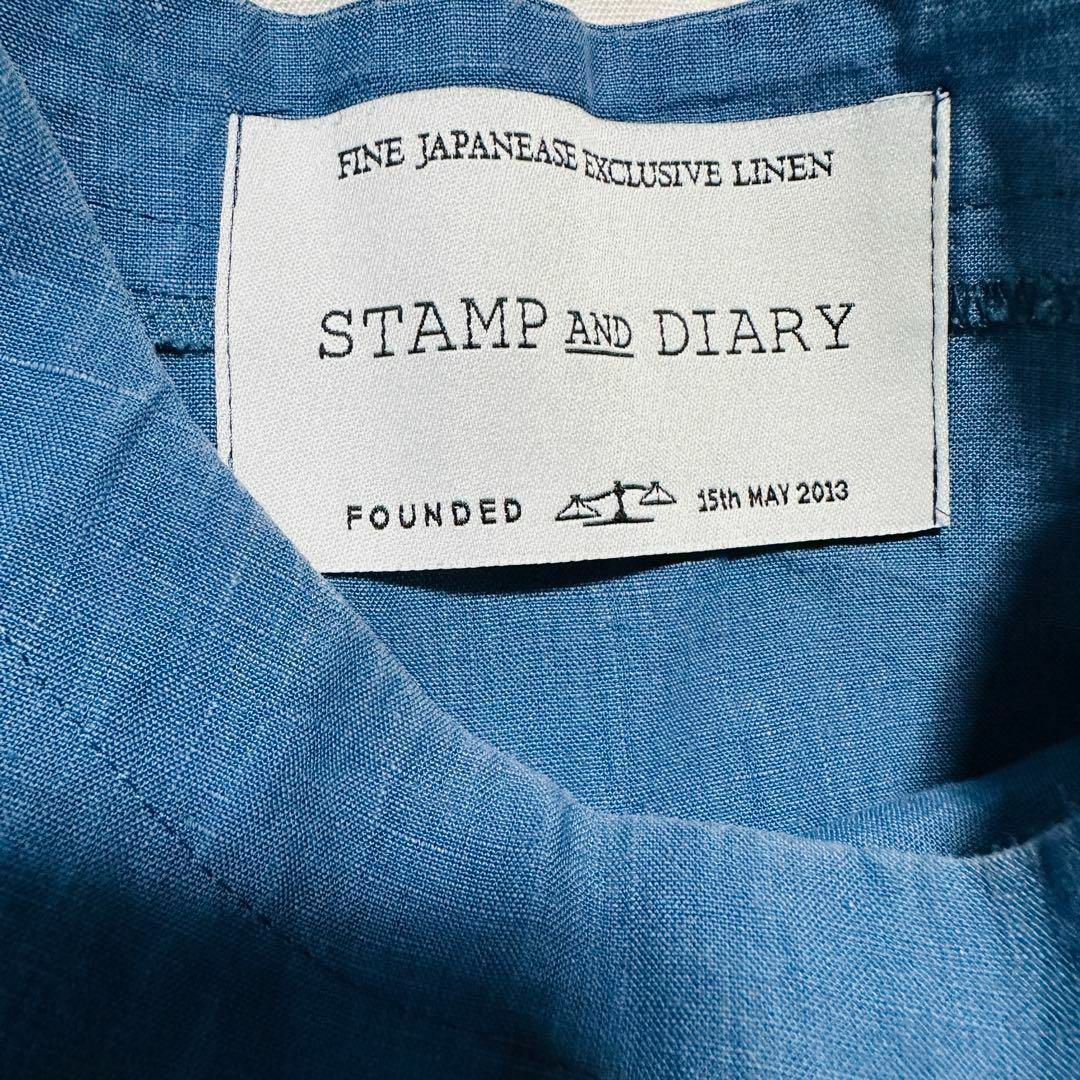 FINE JAPANEASE EXCLUSIVE LINEN
STAMP AND DIARY
FOUNDED 15th MAY 2013